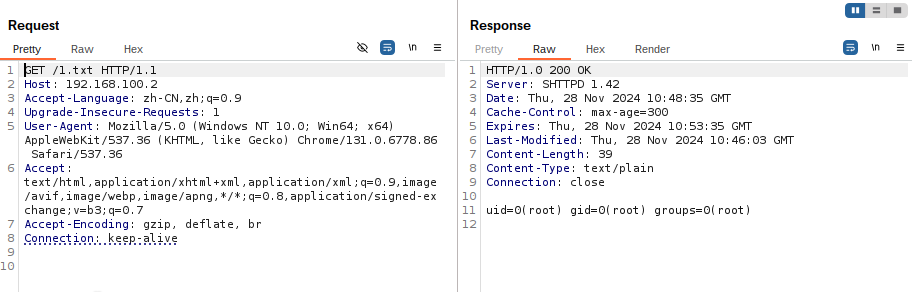 Request
Pretty Raw Hex \n
1 GET /1.txt HTTP/1.1
2 Host: 192.168.100.2
3 Accept-Language: zh-CN,zh;q=0.9
4 Upgrade-Insecure-Requests: 1
5 User-Agent: Mozilla/5.0 (Windows NT 10.0; Win64; x64)
AppleWebKit/537.36 (KHTML, like Gecko) Chrome/131.0.6778.86
Safari/537.36
6 Accept:
text/html,application/xhtml+xml,application/xml;q=0.9,image
/avif,image/webp,image/apng,*/*;q=0.8,application/signed-ex
change;v=b3;q=0.7
7 Accept-Encoding: gzip, deflate, br
8 Connection: keep-alive
9
10
Response
Pretty Raw Hex Render \n
1 HTTP/1.0 200 OK
2 Server: SHTTPD 1.42
3 Date: Thu, 28 Nov 2024 10:48:35 GMT
4 Cache-Control: max-age=300
5 Expires: Thu, 28 Nov 2024 10:53:35 GMT
6 Last-Modified: Thu, 28 Nov 2024 10:46:03 GMT
7 Content-Length: 39
8 Content-Type: text/plain
9 Connection: close
10
11 uid=0(root) gid=0(root) groups=0(root)
12